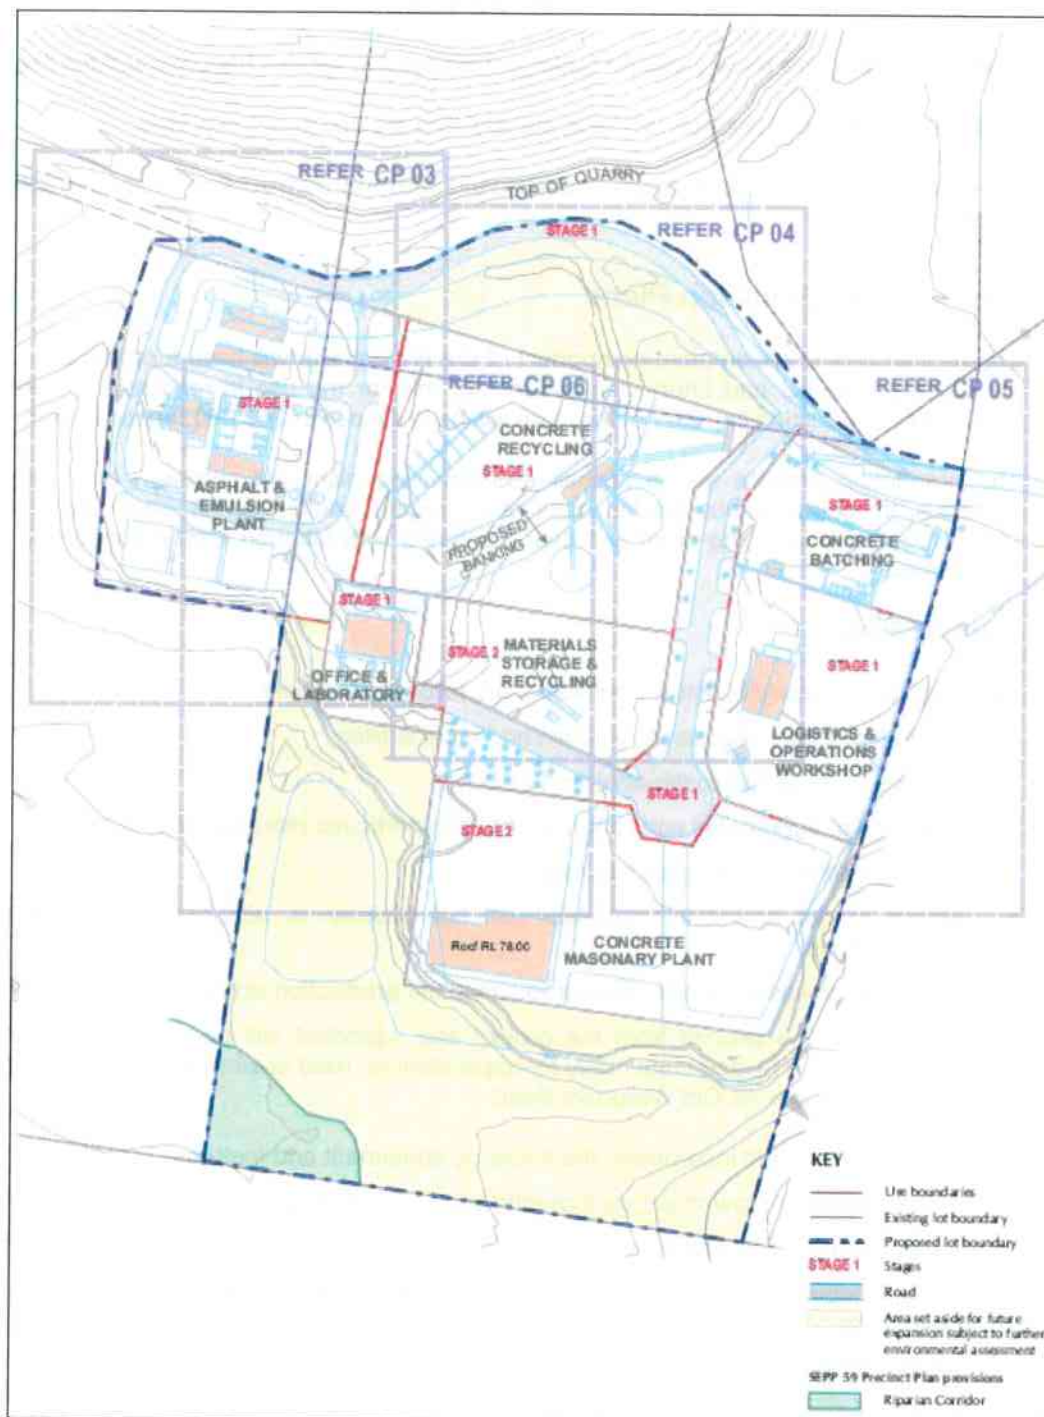 REFER CP 03
TOP OF QUARRY
STAGE 1
REFER CP 04
REFER CP 06
REFER CP 05
STAGE 1
CONCRETE
RECYCLING
STAGE 1
ASPHALT &
EMULSION
PLANT
STAGE 1
CONCRETE
BATCHING
PROPOSED
BANKING
STAGE 1
STAGE 2
MATERIALS
STORAGE &
RECYCLING
STAGE 1
OFFICE &
LABORATORY
LOGISTICS &
OPERATIONS
WORKSHOP
STAGE 1
STAGE 2
Roof RL 78.00
CONCRETE
MASONARY PLANT
KEY
Use boundaries
Existing lot boundary
Proposed lot boundary
STAGE 1 Stages
Road
Area set aside for future
expansion subject to further
environmental assessment
SEPP 59 Precinct Plan provisions
Riparian Corridor